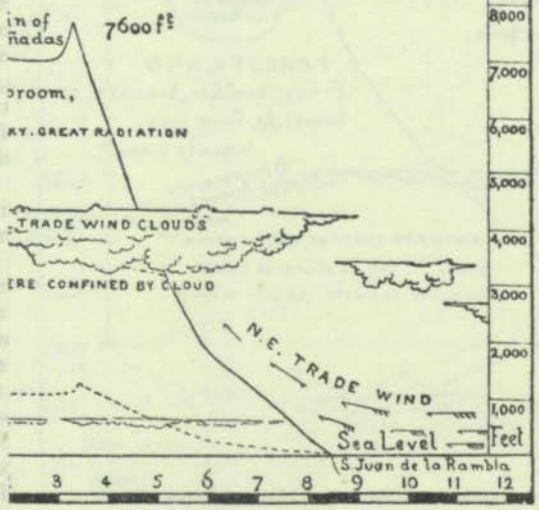 in of
ñadas
7600 ft
8000
7,000
room,
RY. GREAT RADIATION
6,000
5,000
TRADE WIND CLOUDS
4,000
ERE CONFINED BY CLOUD
3,000
N.E. TRADE WIND
2,000
1,000
Sea Level
Feet
S. Juan de la Rambla
3 4 5 6 7 8 9 10 11 12